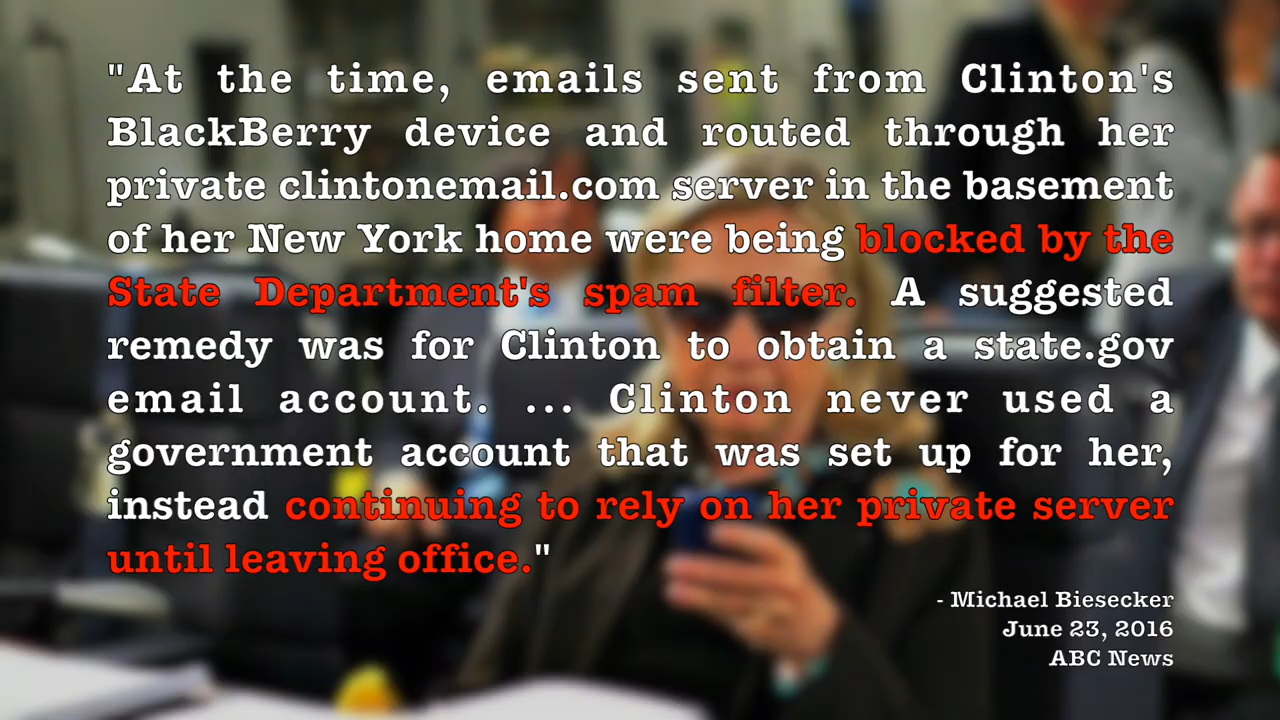 "At the time, emails sent from Clinton's
BlackBerry device and routed through her
private clintonemail.com server in the basement
of her New York home were being blocked by the
State Department's spam filter. A suggested
remedy was for Clinton to obtain a state.gov
email account. ... Clinton never used a
government account that was set up for her,
instead continuing to rely on her private server
until leaving office."
- Michael Biesecker
June 23, 2016
ABC News